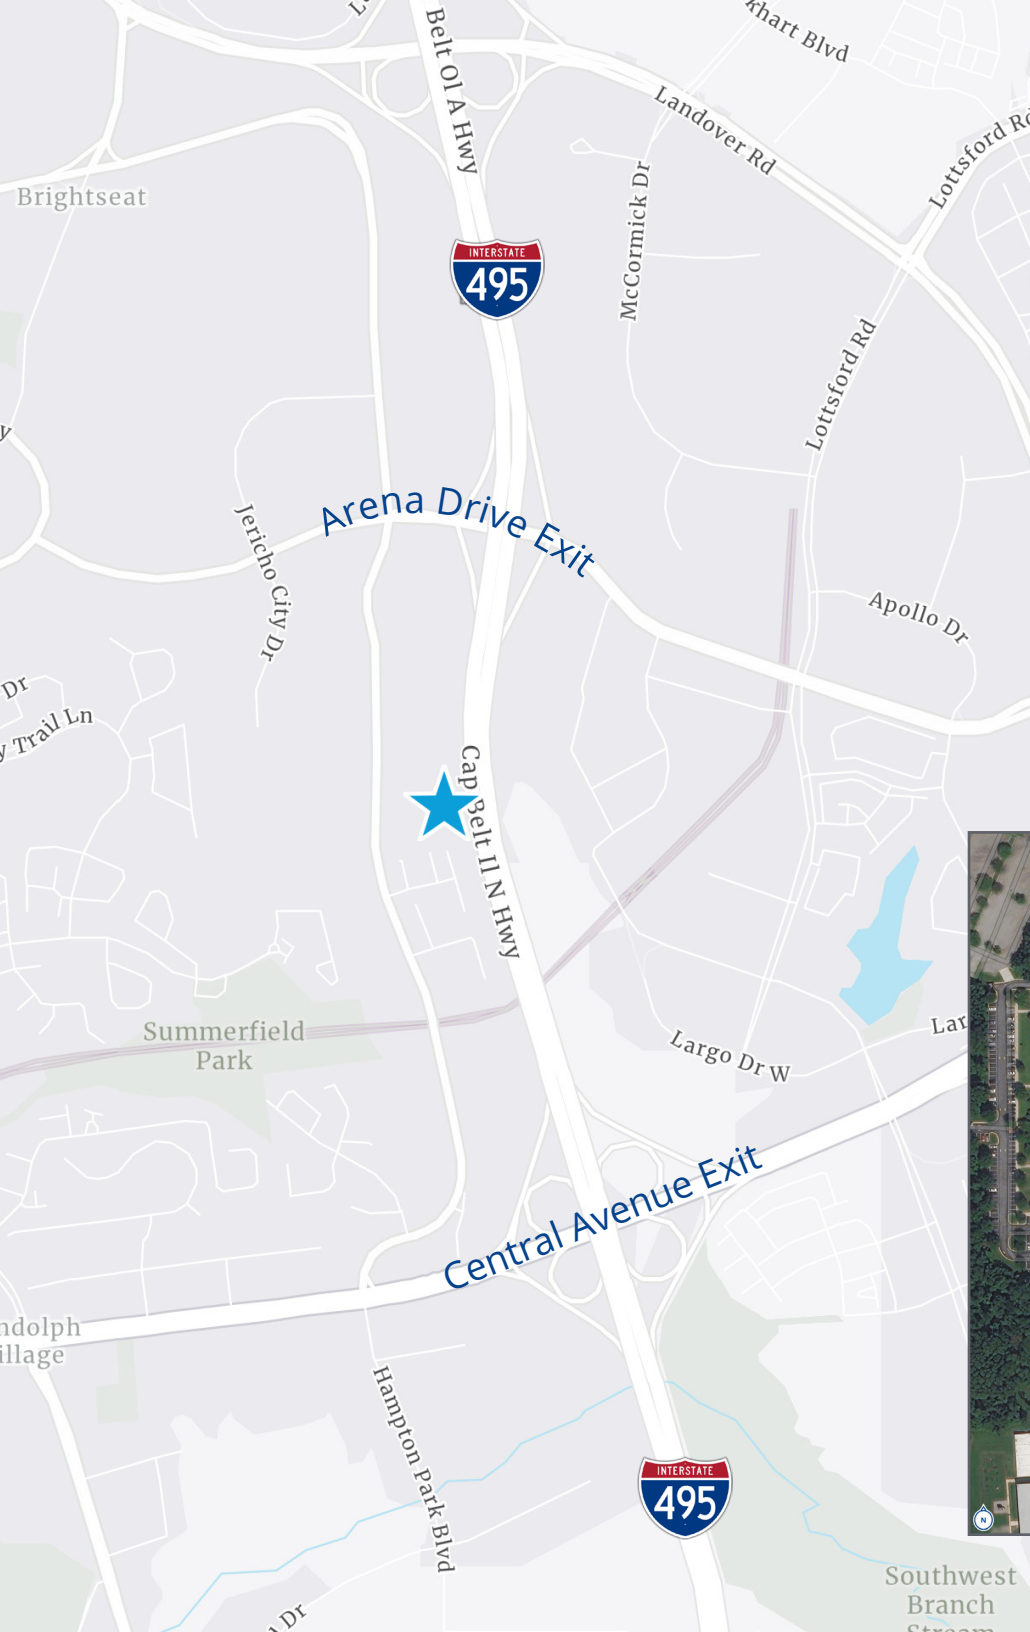 khart Blvd
Belt Ol A Hwy
Landover Rd
Lottsford Rd
Brightseat
McCormick Dr
INTERSTATE
495
Lottsford Rd
Arena Drive Exit
Jericho City Dr
Apollo Dr
Dr
y Trail Ln
Cap Belt Il N Hwy
Summerfield
Park
Lar
Largo Dr W
Central Avenue Exit
ndolph
illage
Hampton Park Blvd
INTERSTATE
495
N
Southwest
Branch
Stream
Dr